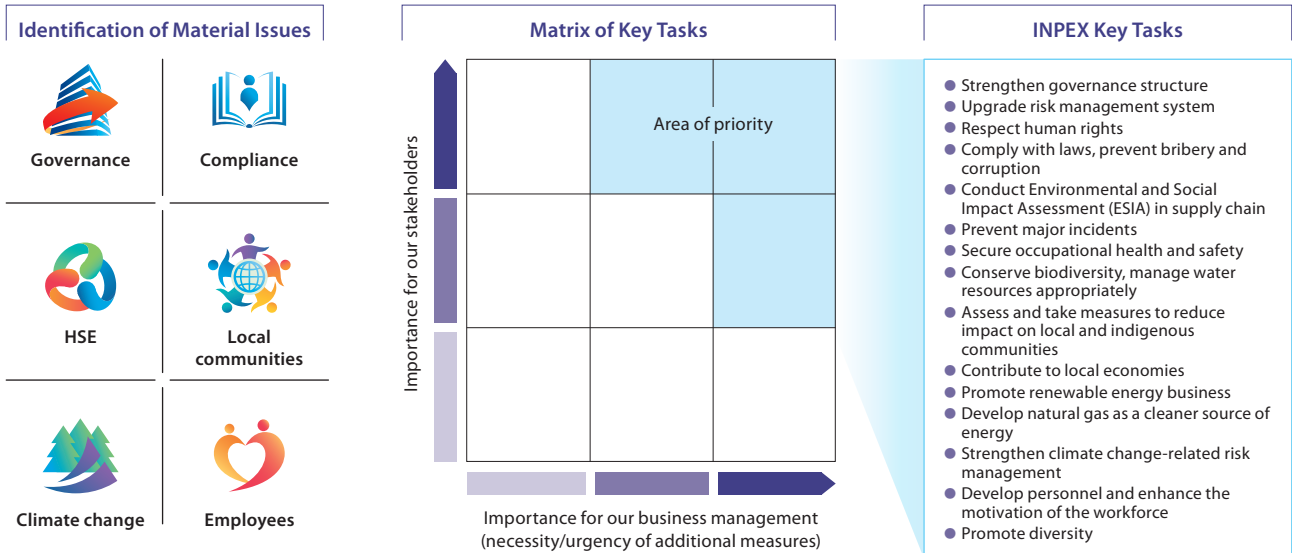 Identification of Material Issues
Governance
Compliance
HSE
Local
communities
Climate change
Employees
Matrix of Key Tasks
Importance for our stakeholders
Area of priority
Importance for our business management
(necessity/urgency of additional measures)
INPEX Key Tasks
● Strengthen governance structure
● Upgrade risk management system
● Respect human rights
● Comply with laws, prevent bribery and
corruption
● Conduct Environmental and Social
Impact Assessment (ESIA) in supply chain
● Prevent major incidents
● Secure occupational health and safety
● Conserve biodiversity, manage water
resources appropriately
● Assess and take measures to reduce
impact on local and indigenous
communities
● Contribute to local economies
● Promote renewable energy business
● Develop natural gas as a cleaner source of
energy
● Strengthen climate change-related risk
management
● Develop personnel and enhance the
motivation of the workforce
● Promote diversity